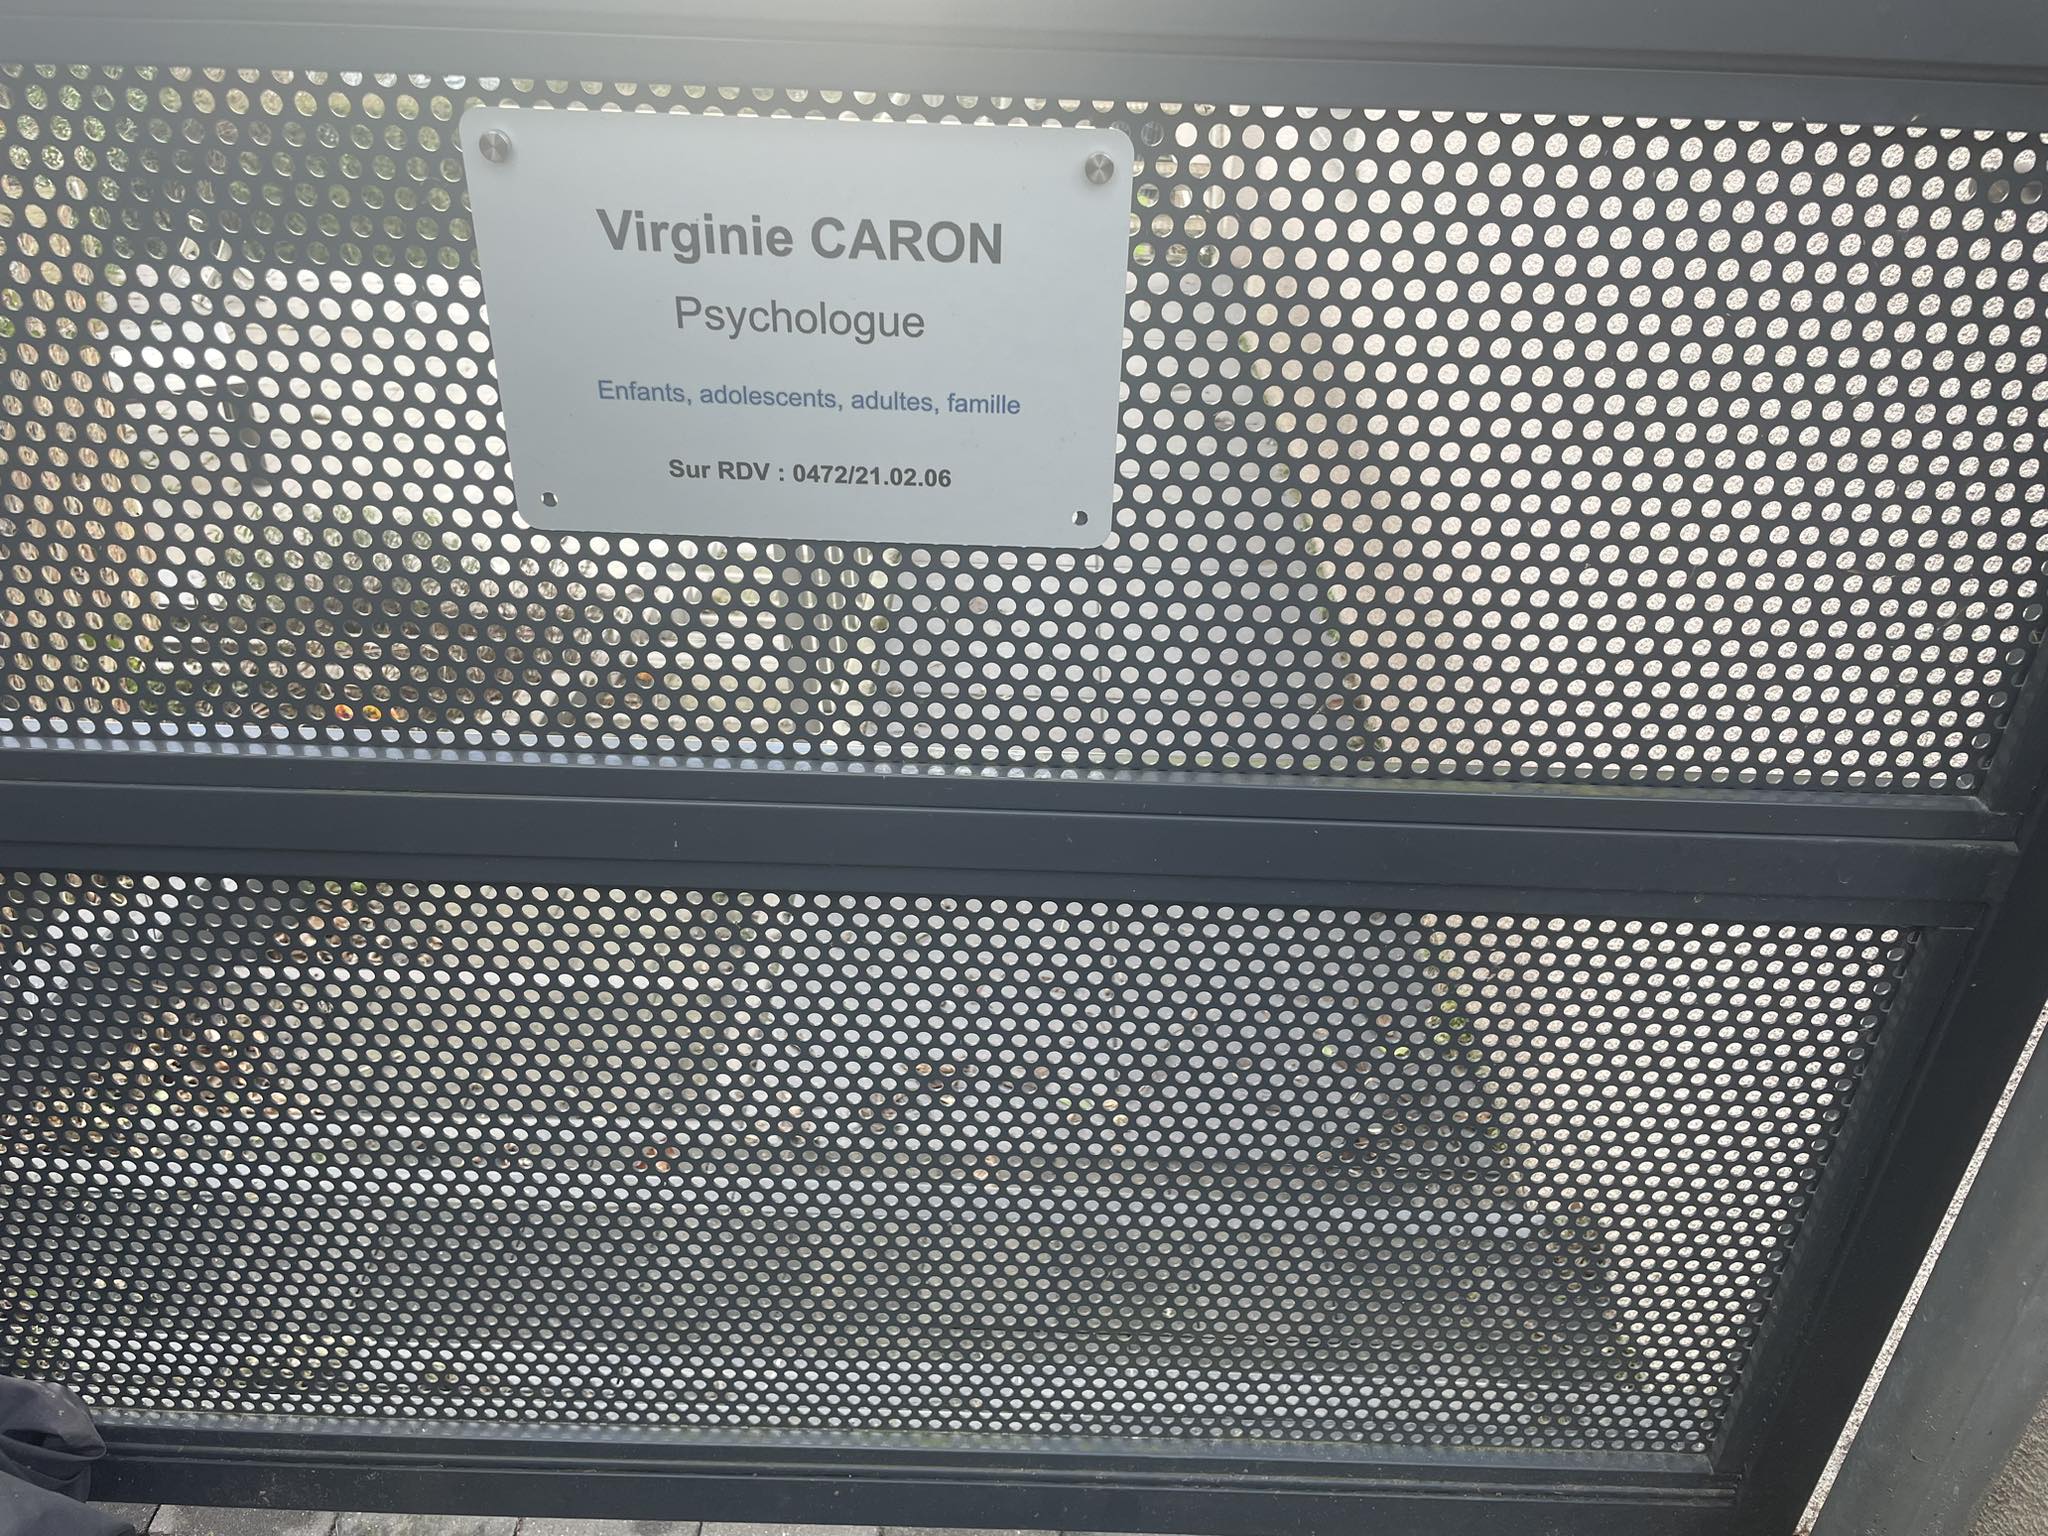 Virginie CARON
Psychologue
Enfants, adolescents, adultes, famille
Sur RDV : 0472/21.02.06